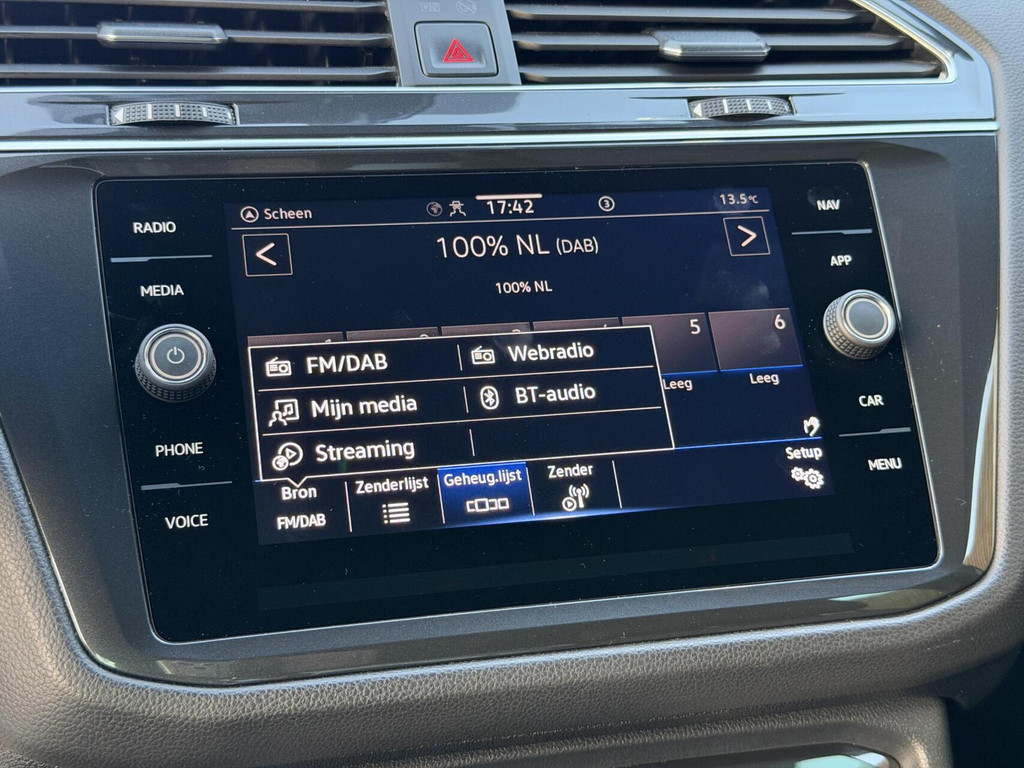 RADIO
MEDIA
PHONE
VOICE
Scheen
17:42
3
13.5°C
100% NL (DAB)
100% NL
5
6
Leeg
Leeg
FM/DAB
Webradio
Mijn media
BT-audio
Streaming
Bron
FM/DAB
Zenderlijst
Geheug.lijst
Zender
Setup
NAV
APP
CAR
MENU